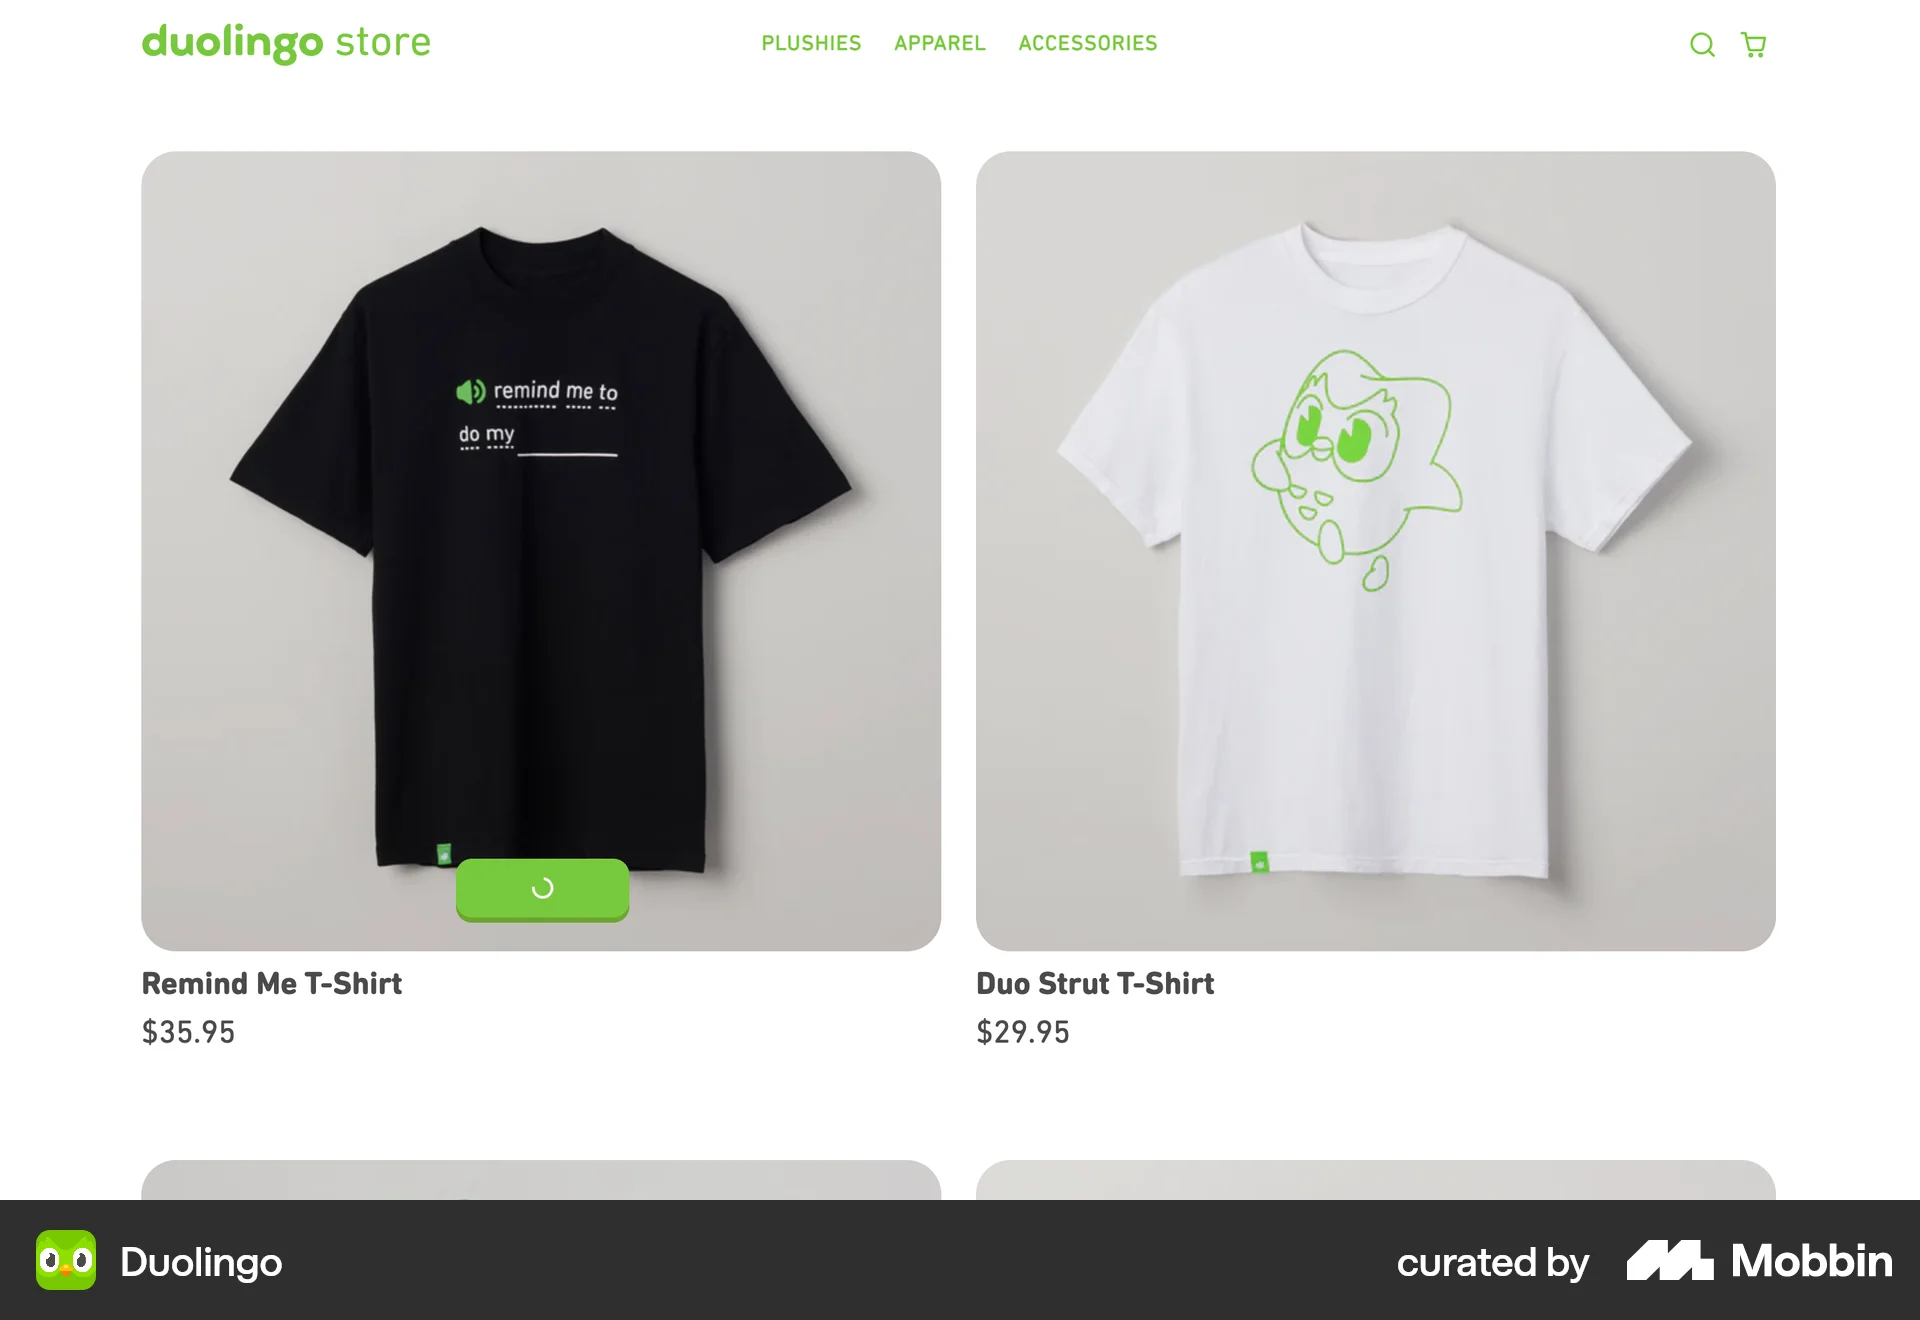 duolingo store
PLUSHIES APPAREL ACCESSORIES
remind me to
do my
Remind Me T-Shirt
$35.95
Duo Strut T-Shirt
$29.95
Duolingo
curated by Mobbin